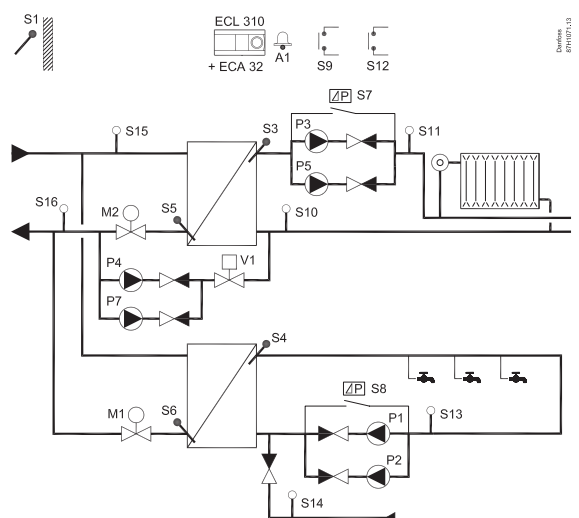 S1
ECL 310
+ ECA 32
A1
S9
S12
Danfoss
87H1071.13
S7
S15
S3
P3
S11
P5
S16
M2
S5
S10
P4
V1
P7
S4
S8
M1
S6
P1
S13
P2
S14